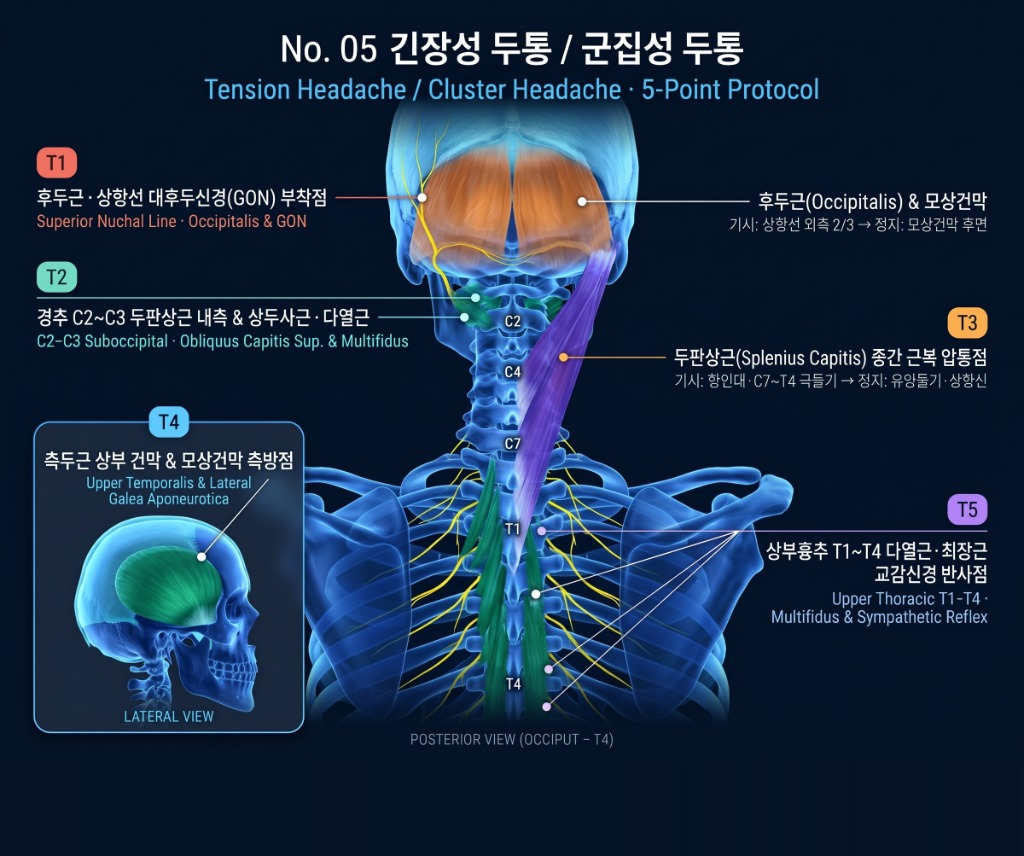 No. 05 긴장성 두통 / 군집성 두통
Tension Headache / Cluster Headache · 5-Point Protocol
T1
후두근 · 상항선 대후두신경(GON) 부착점
Superior Nuchal Line · Occipitalis & GON
후두근(Occipitalis) & 모상건막
기시: 상항선 외측 2/3 → 정지: 모상건막 후면
T2
경추 C2~C3 두판상근 내측 & 상두사근 · 다열근
C2–C3 Suboccipital · Obliquus Capitis Sup. & Multifidus
T3
두판상근(Splenius Capitis) 종간 근복 압통점
기시: 항인대 · C7~T4 극들기 → 정지: 유양돌기 · 상항신
C2
C4
C7
T1
T4
T4
측두근 상부 건막 & 모상건막 측방점
Upper Temporalis & Lateral
Galea Aponeurotica
LATERAL VIEW
T5
상부흉추 T1~T4 다열근 · 최장근
교감신경 반사점
Upper Thoracic T1-T4 ·
Multifidus & Sympathetic Reflex
POSTERIOR VIEW (OCCIPUT – T4)